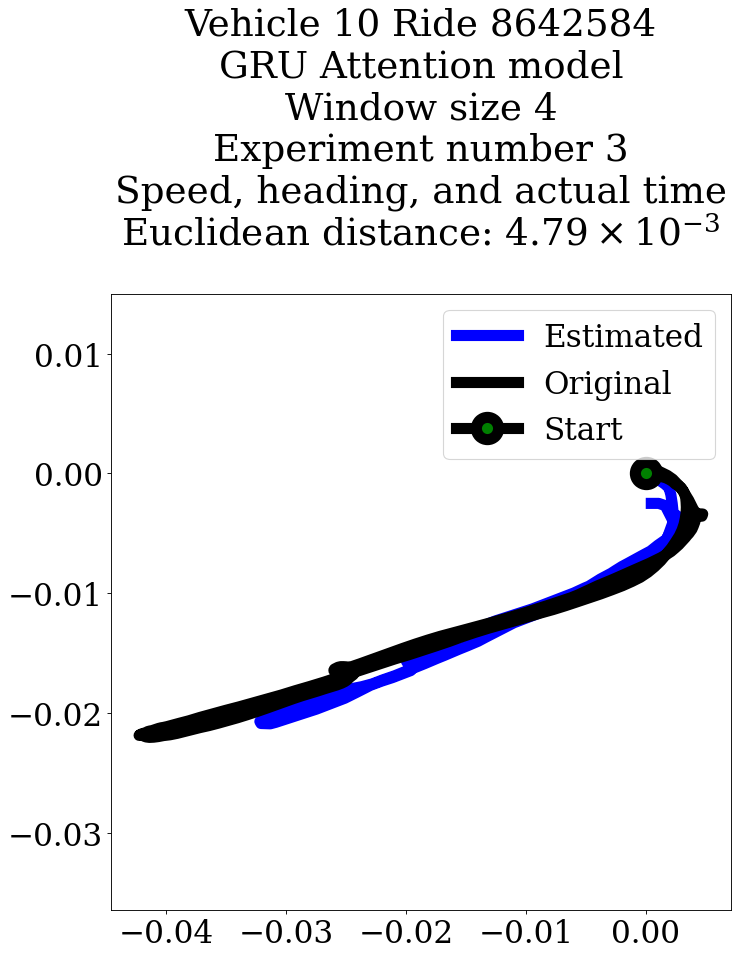 Vehicle 10 Ride 8642584
GRU Attention model
Window size 4
Experiment number 3
Speed, heading, and actual time
Euclidean distance: 4.79 × 10⁻³
Estimated
Original
Start
0.01
0.00
−0.01
−0.02
−0.03
−0.04 −0.03 −0.02 −0.01 0.00